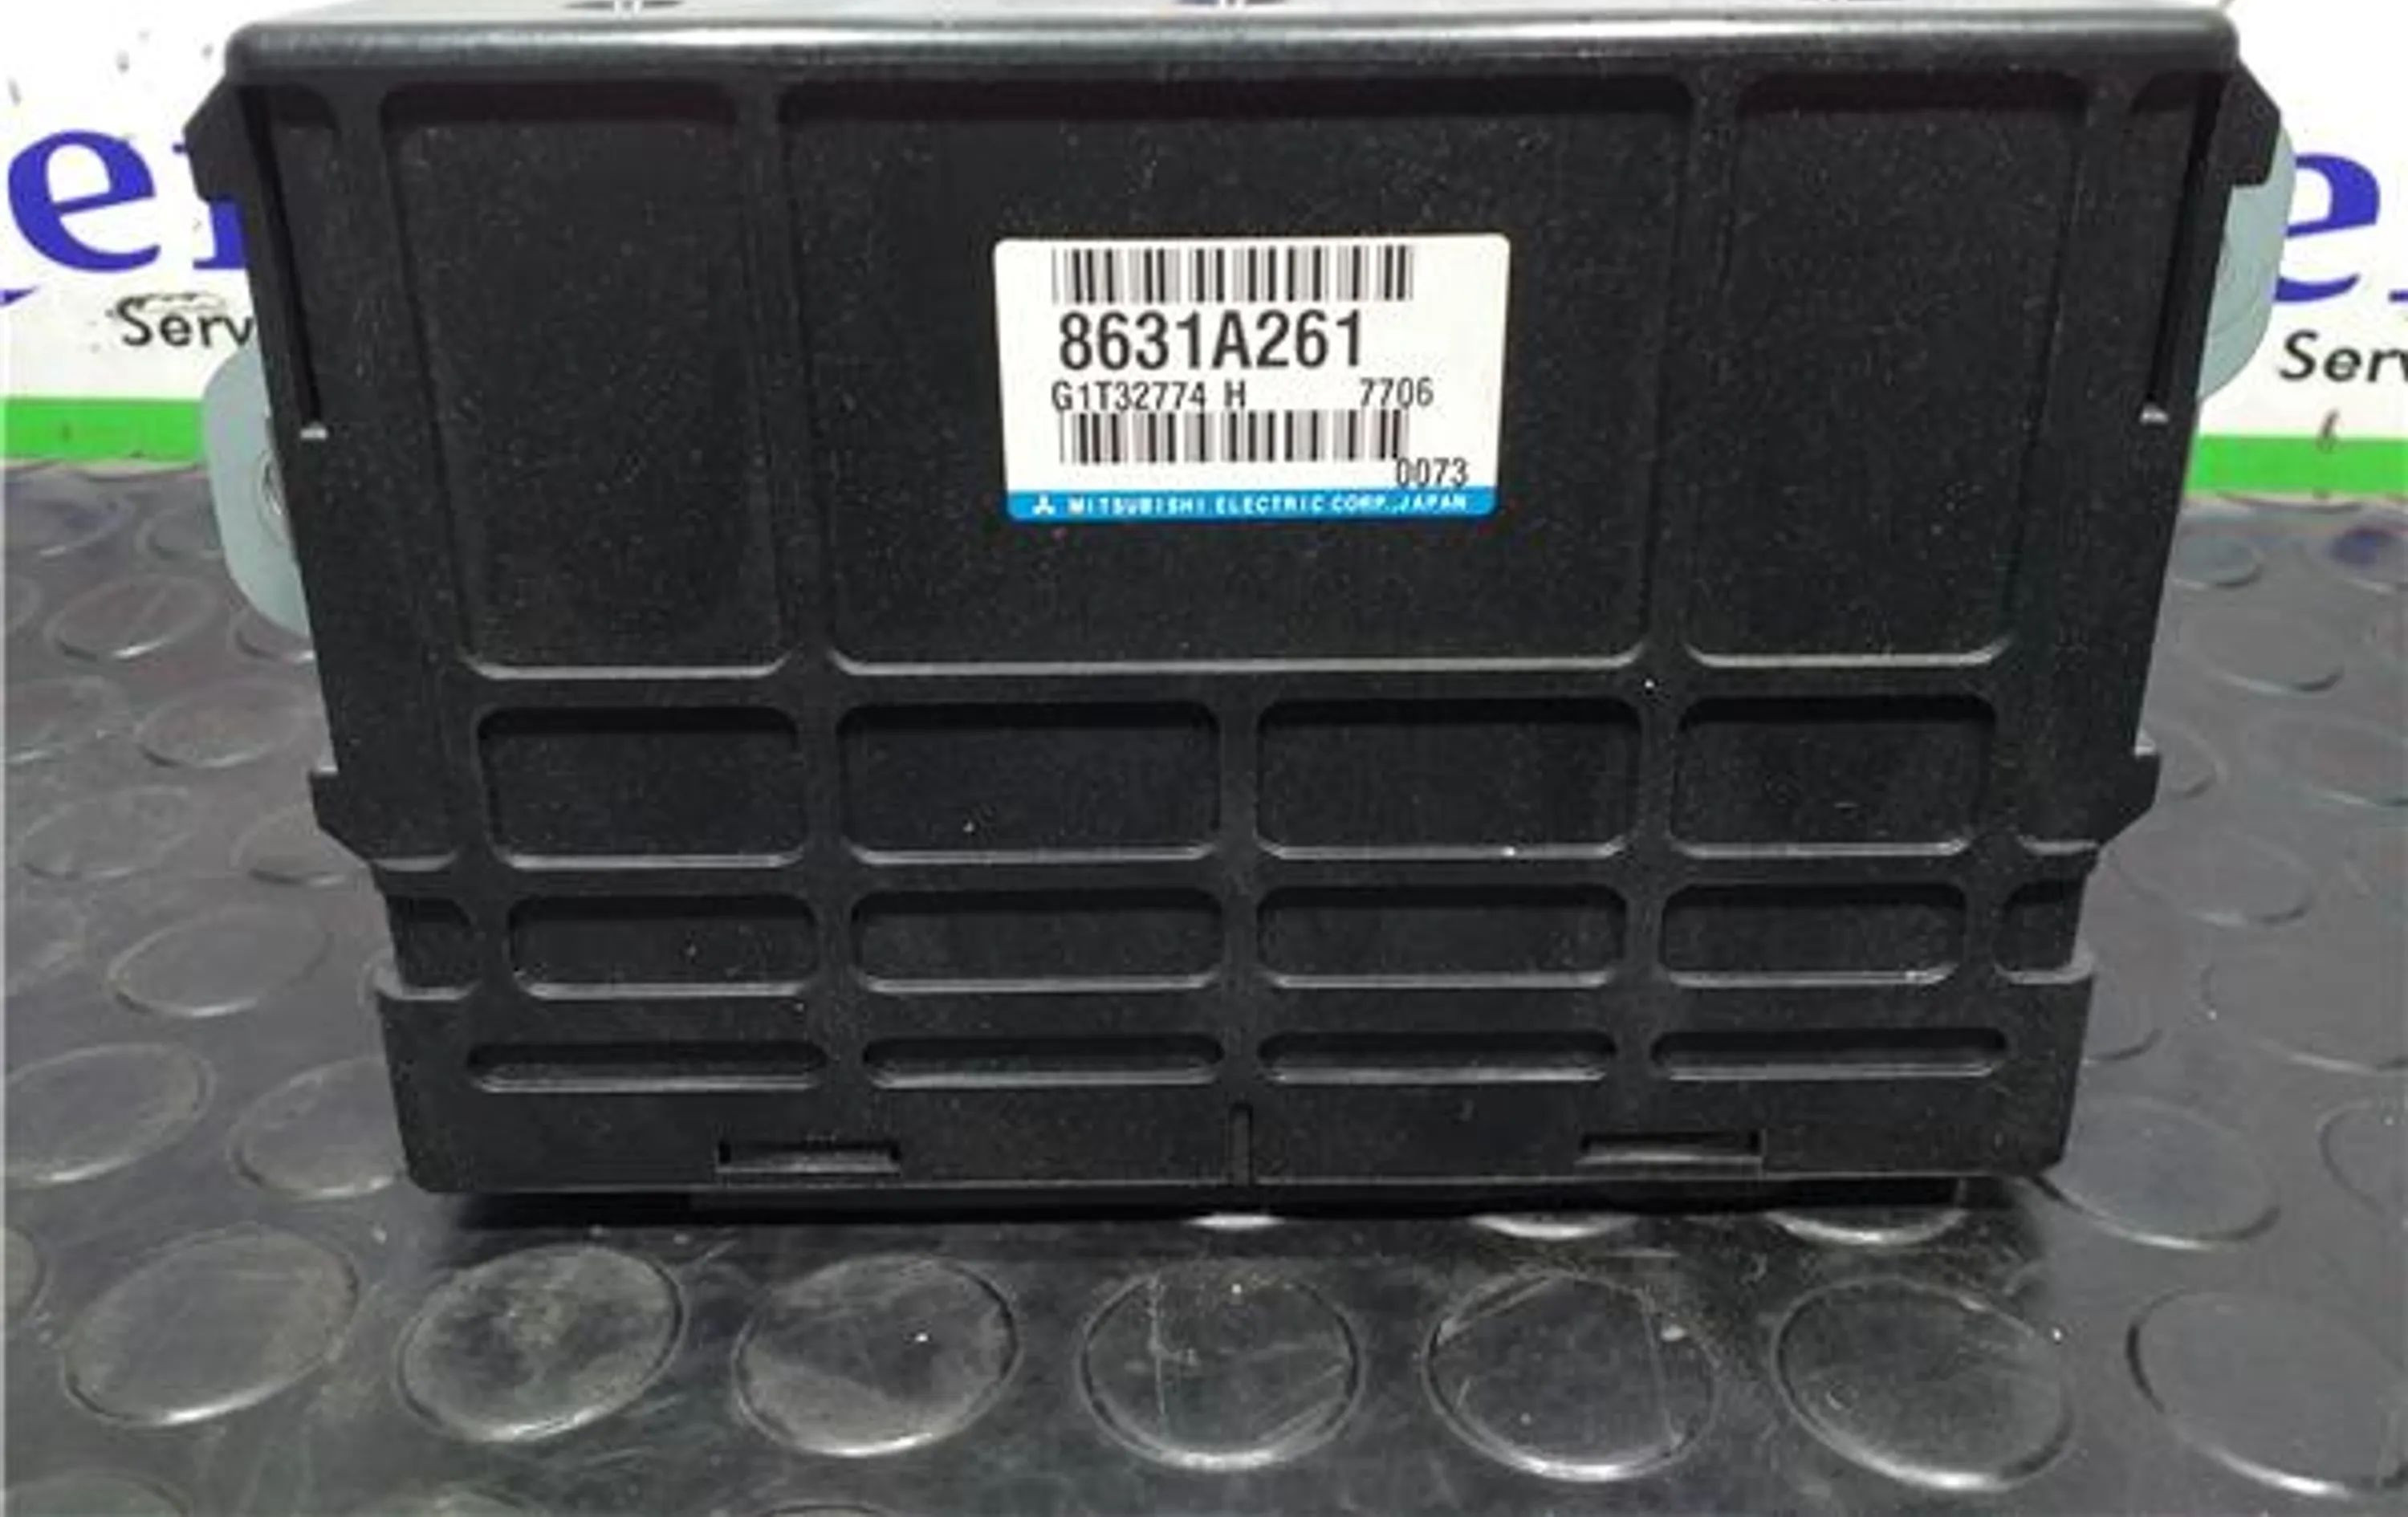 8631A261
G1T32774 H 7706
0073
MITSUBISHI ELECTRIC CORP., JAPAN
Serv
Serv